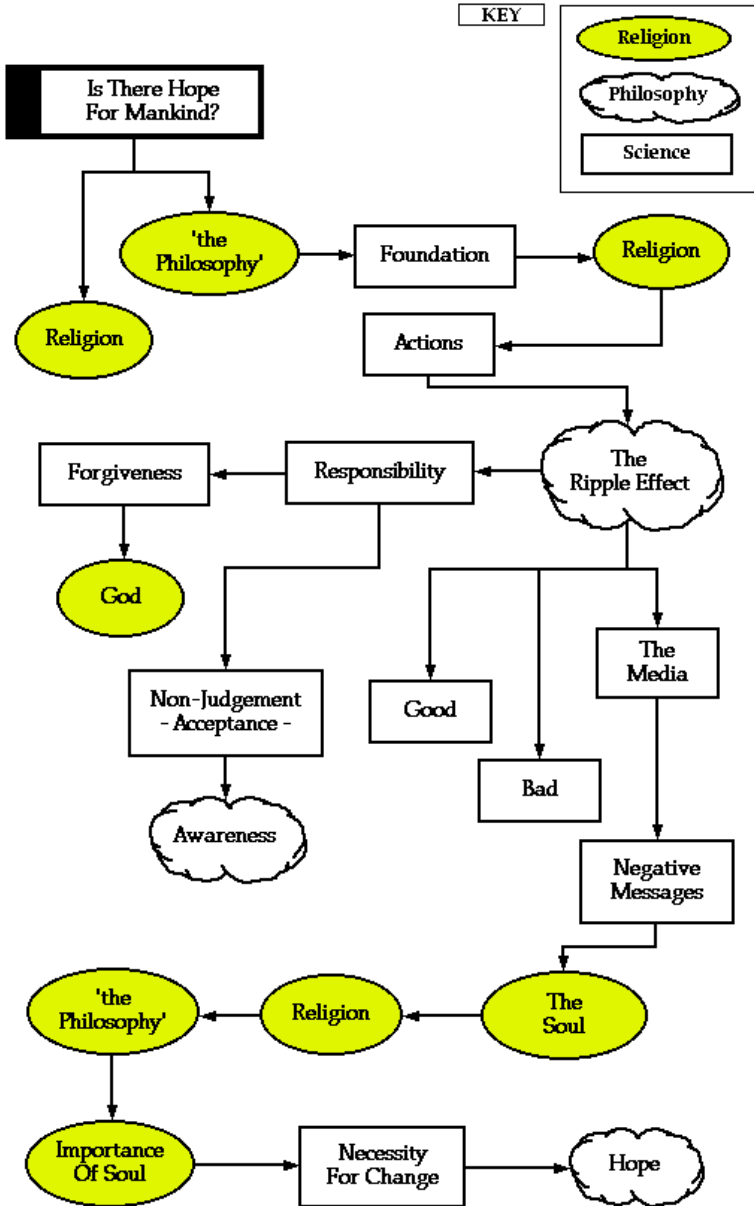 KEY
Religion
Philosophy
Science
Is There Hope
For Mankind?
'the
Philosophy'
Foundation
Religion
Religion
Actions
The
Ripple Effect
Responsibility
Forgiveness
God
Non-Judgement
- Acceptance -
Awareness
Good
Bad
The
Media
Negative
Messages
The
Soul
Religion
'the
Philosophy'
Importance
Of Soul
Necessity
For Change
Hope